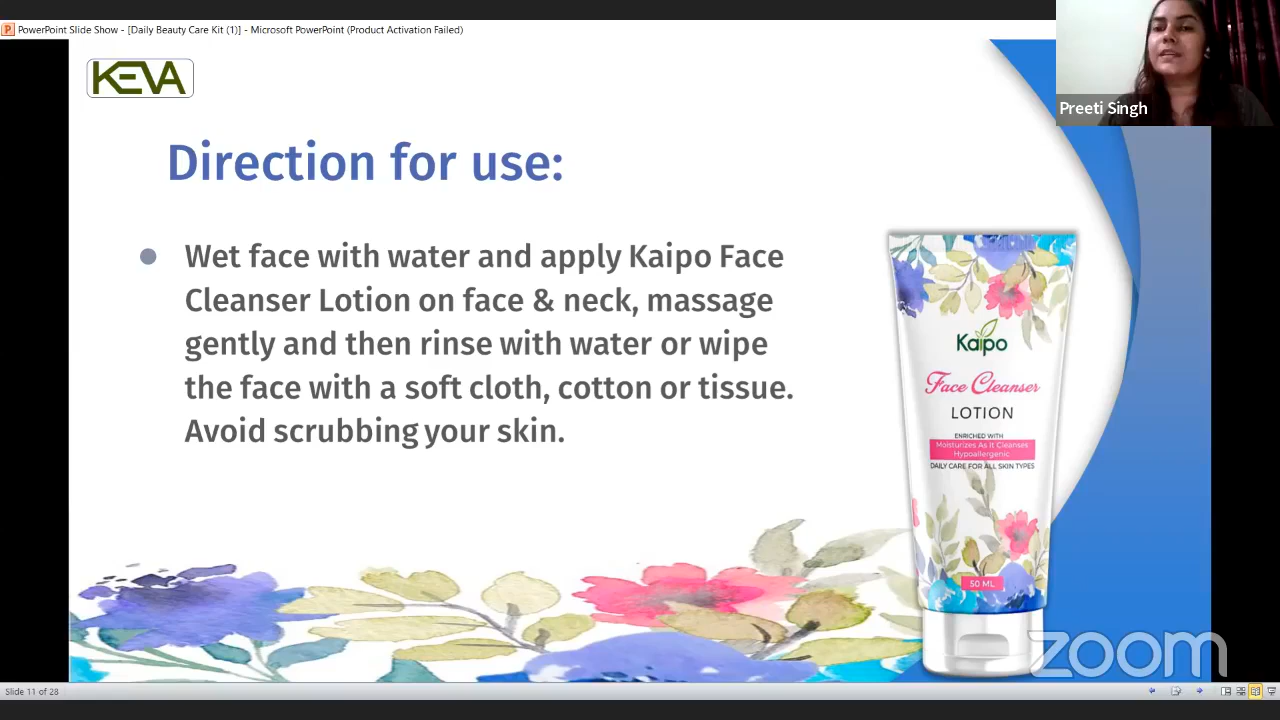 PowerPoint Slide Show - [Daily Beauty Care Kit (1)] - Microsoft PowerPoint (Product Activation Failed)
KEVA
Preeti Singh
Direction for use:
Wet face with water and apply Kaipo Face
Cleanser Lotion on face & neck, massage
gently and then rinse with water or wipe
the face with a soft cloth, cotton or tissue.
Avoid scrubbing your skin.
Kaipo
Face Cleanser
LOTION
ENRICHED WITH
Moisturizes As It Cleanses
Hypoallergenic
DAILY CARE FOR ALL SKIN TYPES
50 ML
zoom
Slide 11 of 28